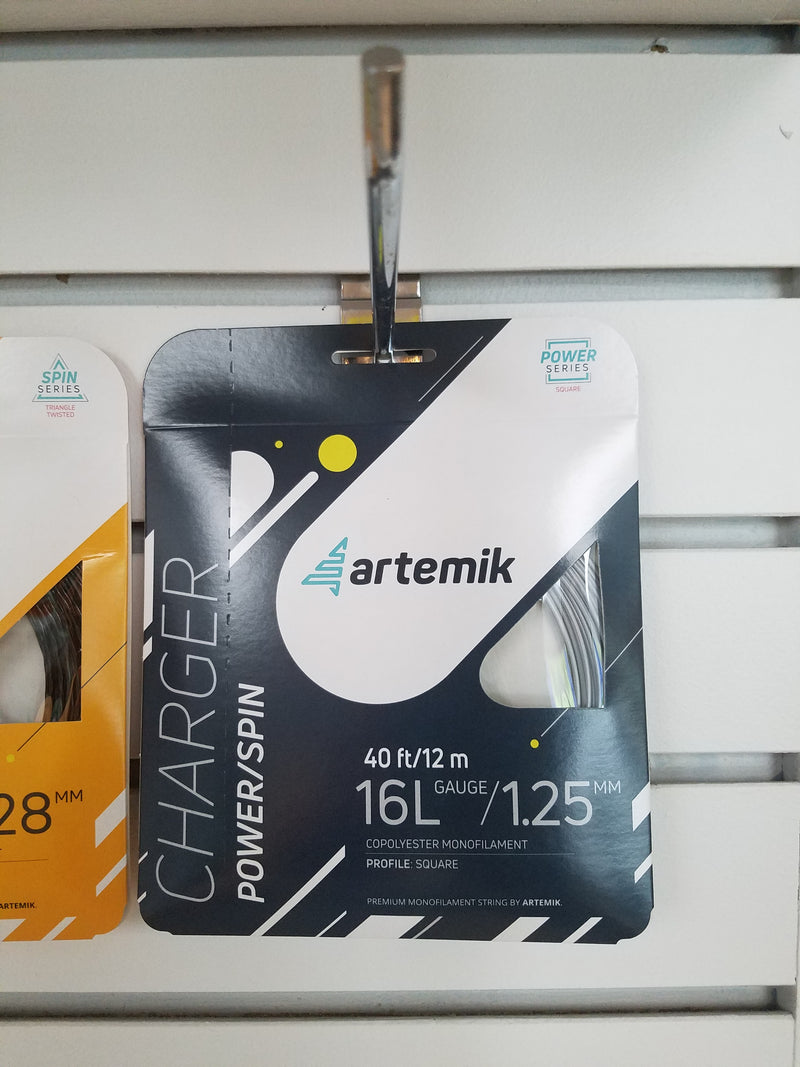 SPIN
SERIES
TRIANGLE
TWISTED
28 MM
ARTEMIK.
POWER
SERIES
SQUARE
artemik
CHARGER
POWER/SPIN
40 ft/12 m
16L GAUGE/1.25 MM
COPOLYESTER MONOFILAMENT
PROFILE: SQUARE
PREMIUM MONOFILAMENT STRING BY ARTEMIK.